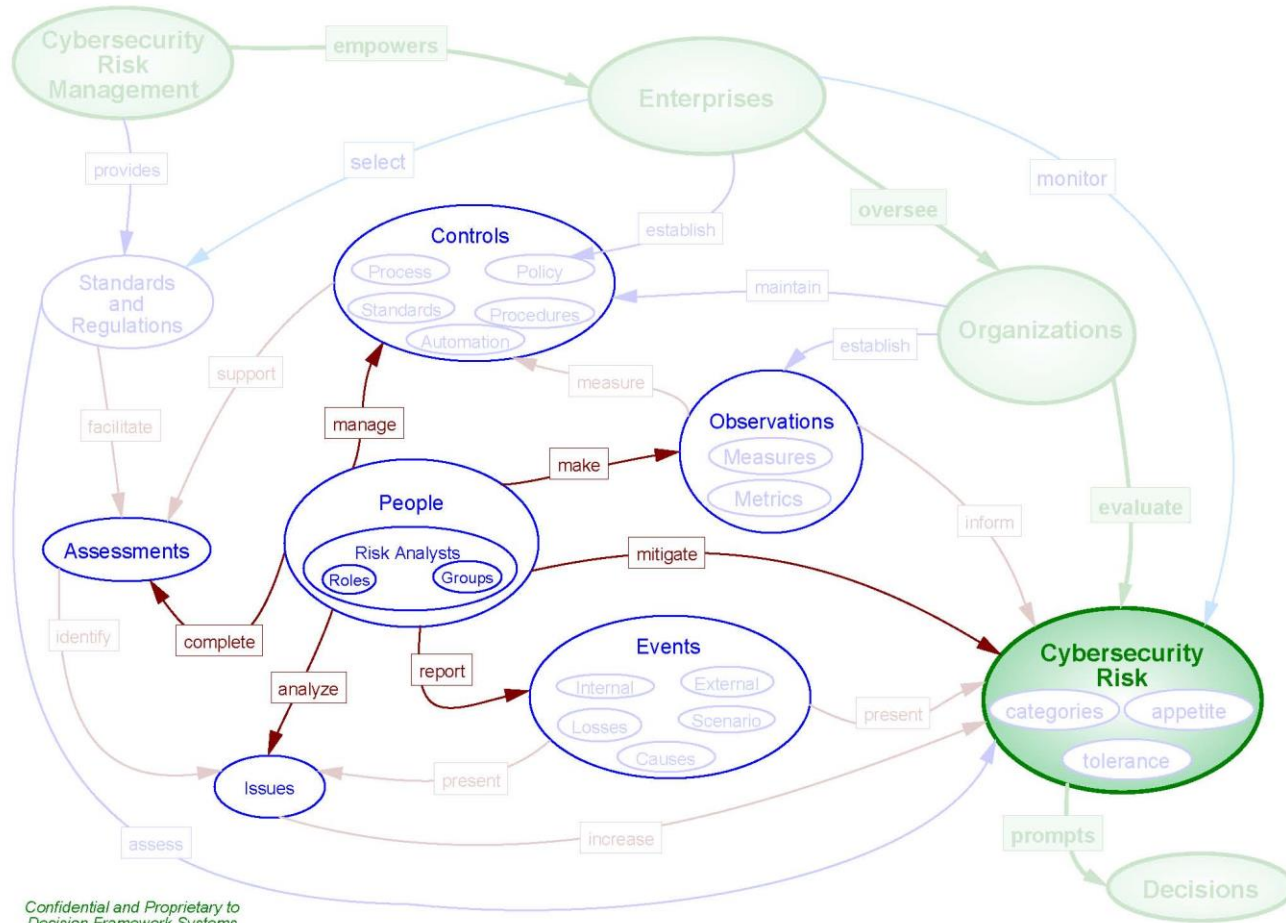 Cybersecurity
Risk
Management
empowers
Enterprises
provides
select
monitor
oversee
Controls
establish
Process
Policy
Standards
and
Regulations
Standards
Procedures
Automation
maintain
Organizations
establish
support
measure
facilitate
manage
Observations
Measures
Metrics
make
People
Risk Analysts
Roles
Groups
evaluate
inform
Assessments
mitigate
identify
complete
report
analyze
Events
Internal
External
Losses
Scenario
Causes
Cybersecurity
Risk
categories
appetite
tolerance
present
present
Issues
increase
assess
prompts
Decisions
Confidential and Proprietary to
Decision Framework Systems